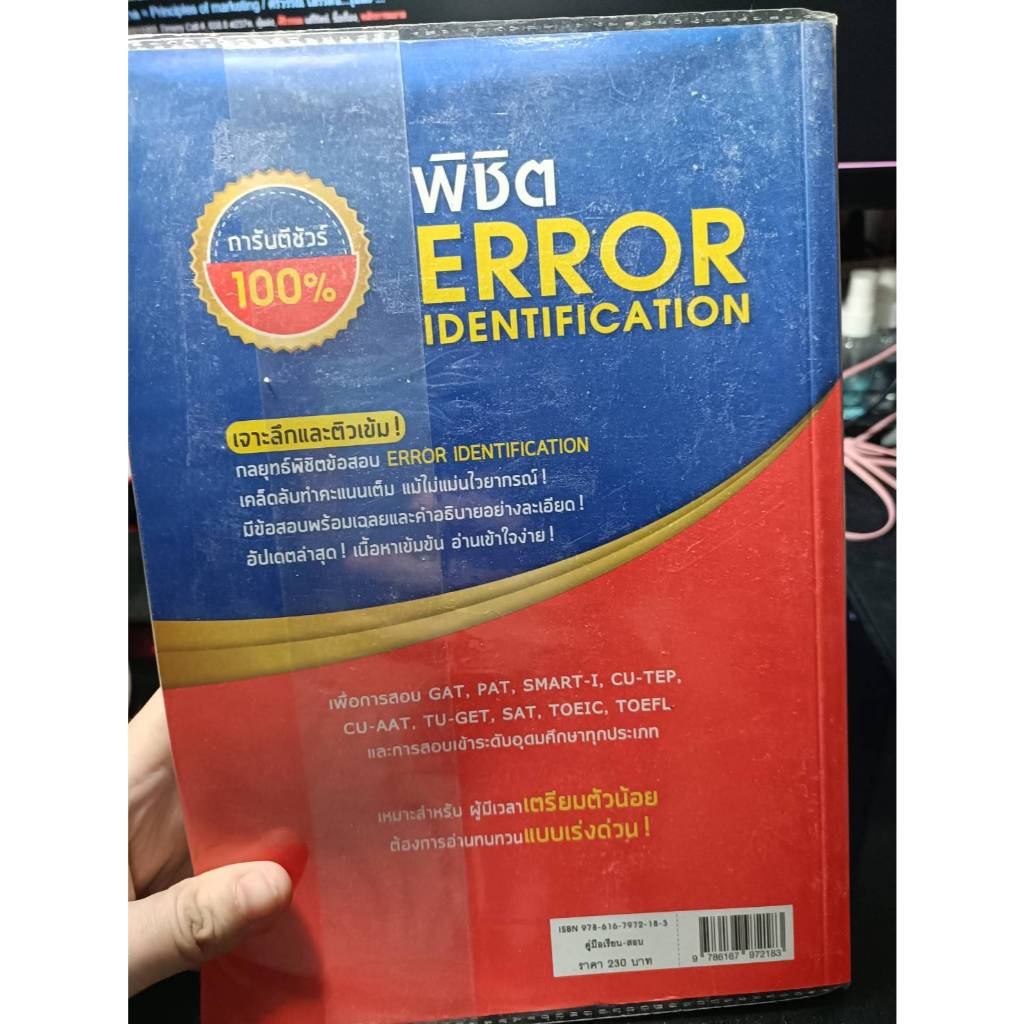 = Principles of marketing /
การันตีชัวร์
100%
พิชิต
ERROR
IDENTIFICATION
เจาะลึกและติวเข้ม !
กลยุทธ์พิชิตข้อสอบ ERROR IDENTIFICATION
เคล็ดลับทำคะแนนเต็ม แม้ไม่แม่นไวยากรณ์ !
มีข้อสอบพร้อมเฉลยและคำอธิบายอย่างละเอียด !
อัปเดตล่าสุด ! เนื้อหาเข้มข้น อ่านเข้าใจง่าย !
เพื่อการสอบ GAT, PAT, SMART-I, CU-TEP,
CU-AAT, TU-GET, SAT, TOEIC, TOEFL
และการสอบเข้าระดับอุดมศึกษาทุกประเภท
เหมาะสำหรับ ผู้มีเวลาเตรียมตัวน้อย
ต้องการอ่านทบทวนแบบเร่งด่วน !
ISBN 978-616-7972-18-3
คู่มือเรียน-สอบ
ราคา 230 บาท
9 786167 972183